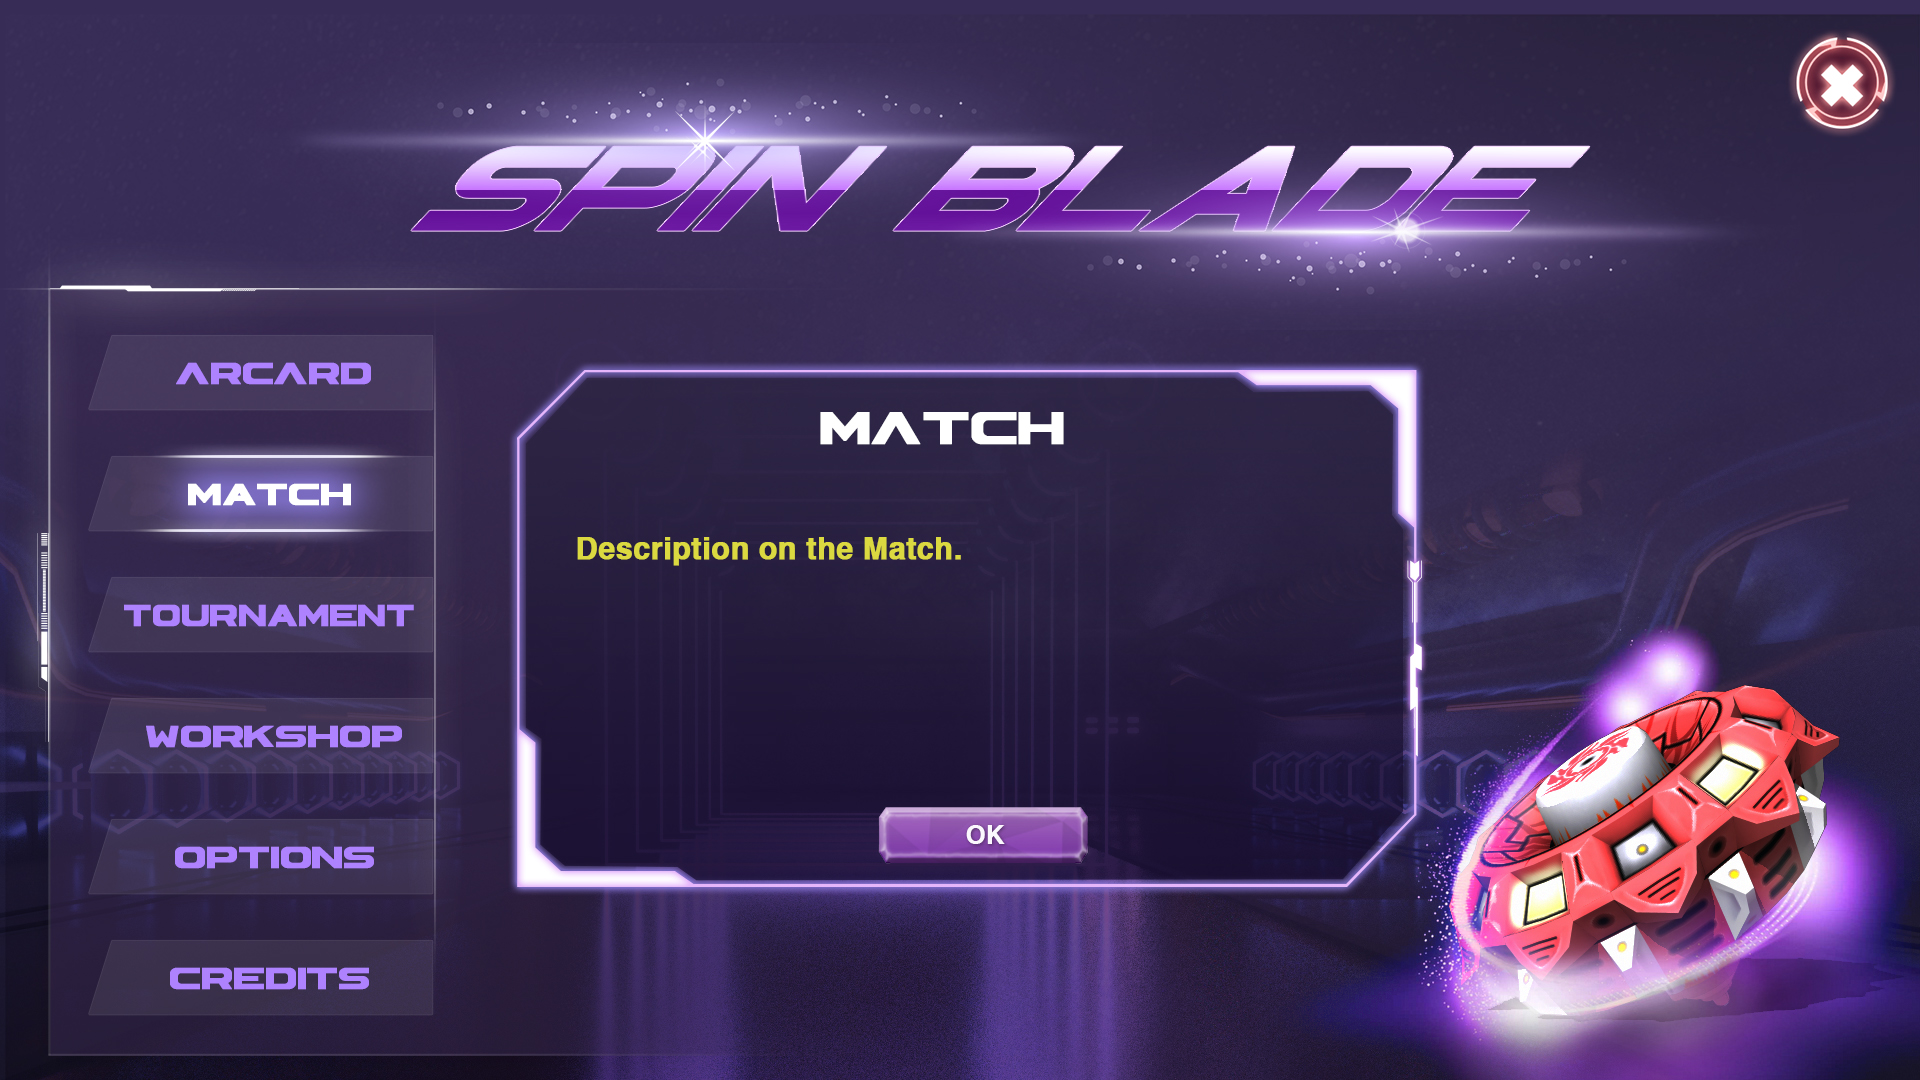 SPIN BLADE
ARCARD
MATCH
TOURNAMENT
WORKSHOP
OPTIONS
CREDITS
MATCH
Description on the Match.
OK